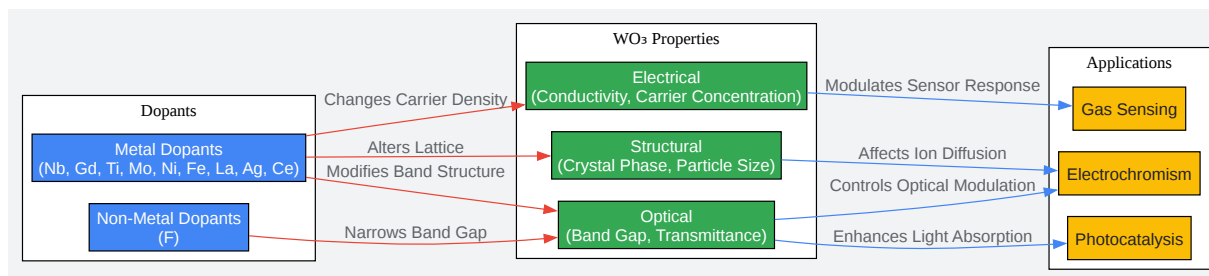 Dopants
Metal Dopants
(Nb, Gd, Ti, Mo, Ni, Fe, La, Ag, Ce)
Non-Metal Dopants
(F)
Changes Carrier Density
Alters Lattice
Modifies Band Structure
Narrows Band Gap
WO₃ Properties
Electrical
(Conductivity, Carrier Concentration)
Structural
(Crystal Phase, Particle Size)
Optical
(Band Gap, Transmittance)
Modulates Sensor Response
Affects Ion Diffusion
Controls Optical Modulation
Enhances Light Absorption
Applications
Gas Sensing
Electrochromism
Photocatalysis